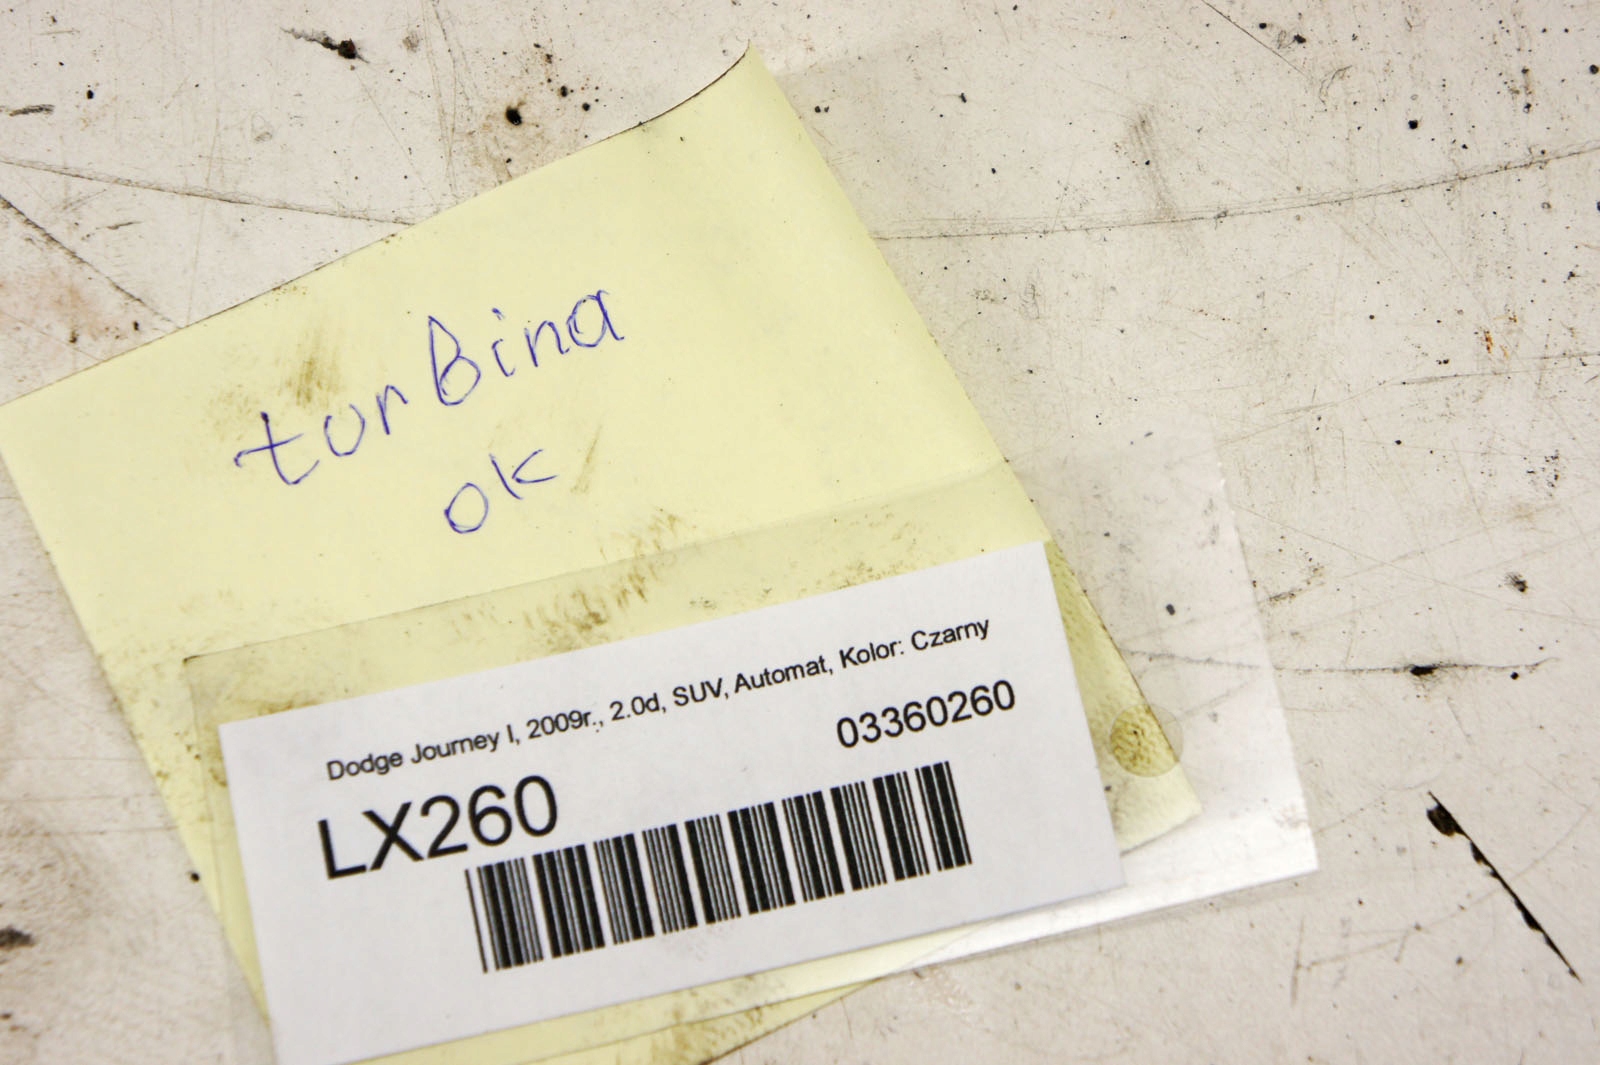 turBina
ok
Dodge Journey I, 2009r., 2.0d, SUV, Automat, Kolor: Czarny
03360260
LX260